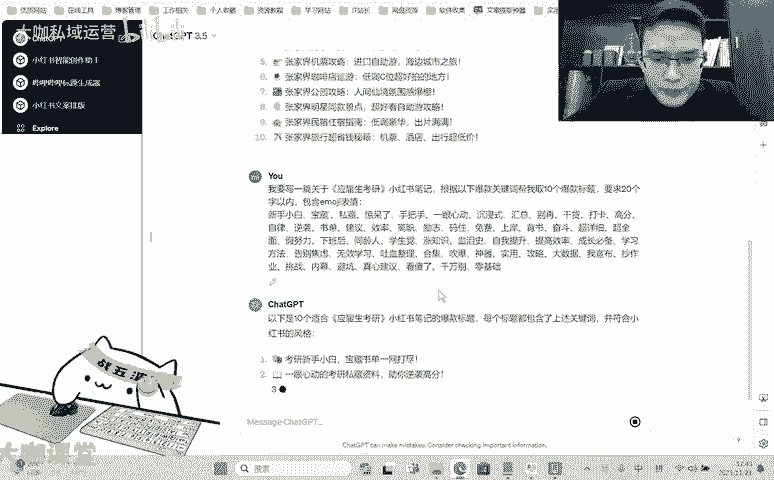 大咖私域运营 bilibili
优质网站 在线工具 博客管理 工作相关 个人收藏 资源教程 学习网站 IT站长 网盘资源 软件收集 文案提取神器
ChatGPT
ChatGPT 3.5
小红书智能创作助手
标题生成器
小红书文案排版
Explore
5. 张家界机票攻略：进口自助游，海边城市之旅！
6. 张家界咖啡店巡游：低调C位超好拍的地方！
7. 张家界公园攻略：人间仙境氛围感爆棚！
8. 张家界明星同款景点，超好看自助游攻略！
9. 张家界民宿住宿指南：低调奢华，出片满满！
10. 张家界旅行超省钱秘籍：机票、酒店、出行超低价！
You
我要写一篇关于《应届生考研》小红书笔记，根据以下爆款关键词帮我取10个爆款标题，要求20个
字以内，包含emoji表情：
新手小白、宝藏、私藏、惊呆了、手把手、一眼心动、沉浸式、汇总、别再、干货、打卡、高分、
自律、逆袭、书单、建议、效率、离职、励志、码住、免费、上岸、背书、奋斗、超详细、超全
面、假努力、下班后、同龄人、学生党、涨知识、血泪史、自我提升、提高效率、成长必备、学习
方法、告别焦虑、无效学习、吐血整理、合集、吹爆、神器、实用、攻略、大数据、我宣布、抄作
业、挑战、内幕、避坑、真心建议、看傻了、千万别、零基础
ChatGPT
以下是10个适合《应届生考研》小红书笔记的爆款标题，每个标题都包含了上述关键词，并符合小
红书的风格：
1. 考研新手小白，宝藏书单一网打尽！
2. 一眼心动的考研私藏资料，助你逆袭高分！
3
Message ChatGPT…
ChatGPT can make mistakes. Consider checking important information.
大咖课堂
搜索
中 拼
17:43
2023/11/21